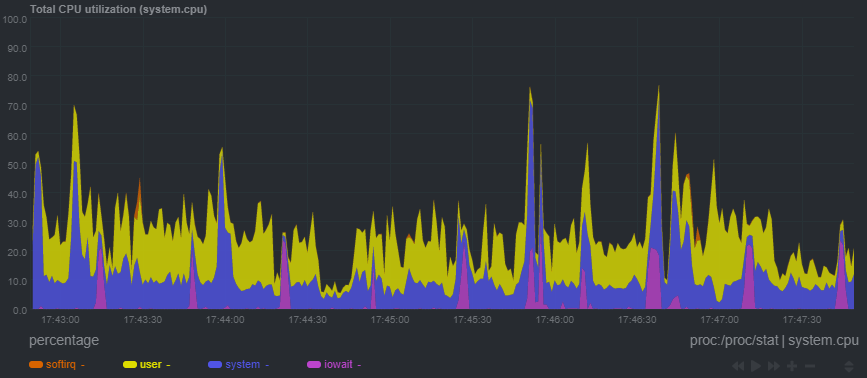 Total CPU utilization (system.cpu)
100.0
90.0
80.0
70.0
60.0
50.0
40.0
30.0
20.0
10.0
0.0
17:43:00 17:43:30 17:44:00 17:44:30 17:45:00 17:45:30 17:46:00 17:46:30 17:47:00 17:47:30
percentage proc:/proc/stat | system.cpu
softirq - user - system - iowait -